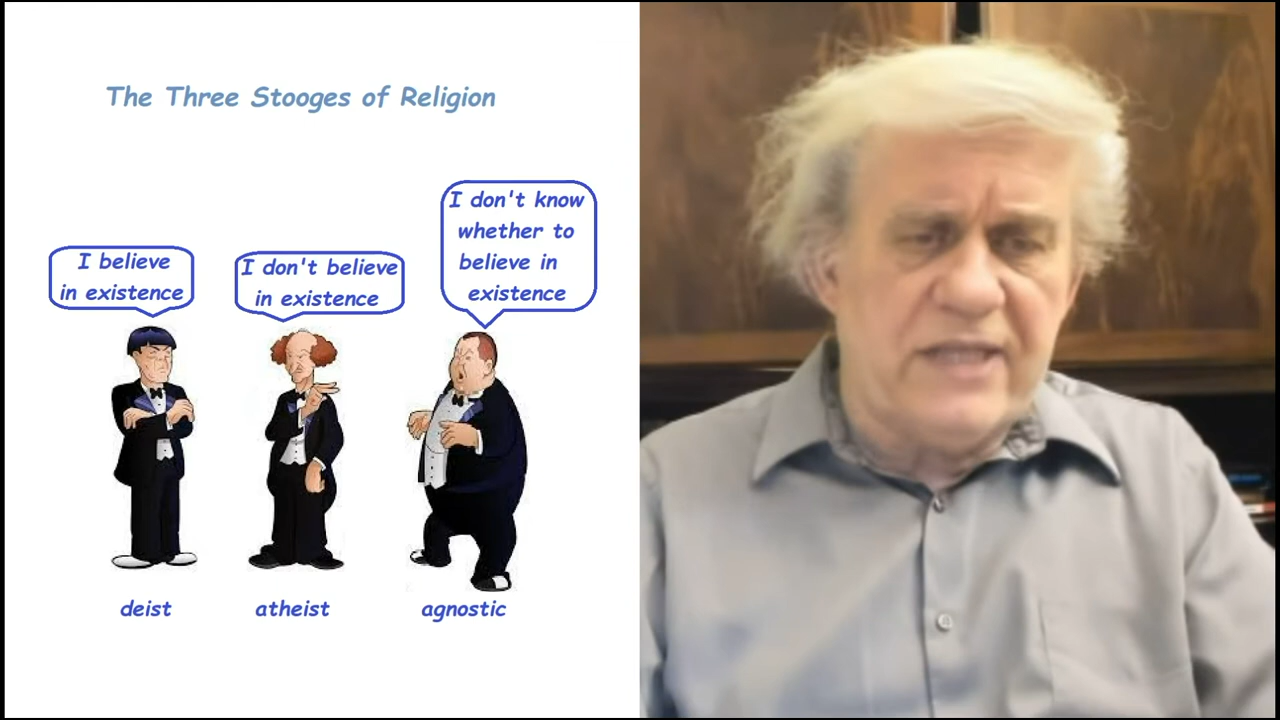 The Three Stooges of Religion
I believe
in existence
I don't believe
in existence
I don't know
whether to
believe in
existence
deist
atheist
agnostic